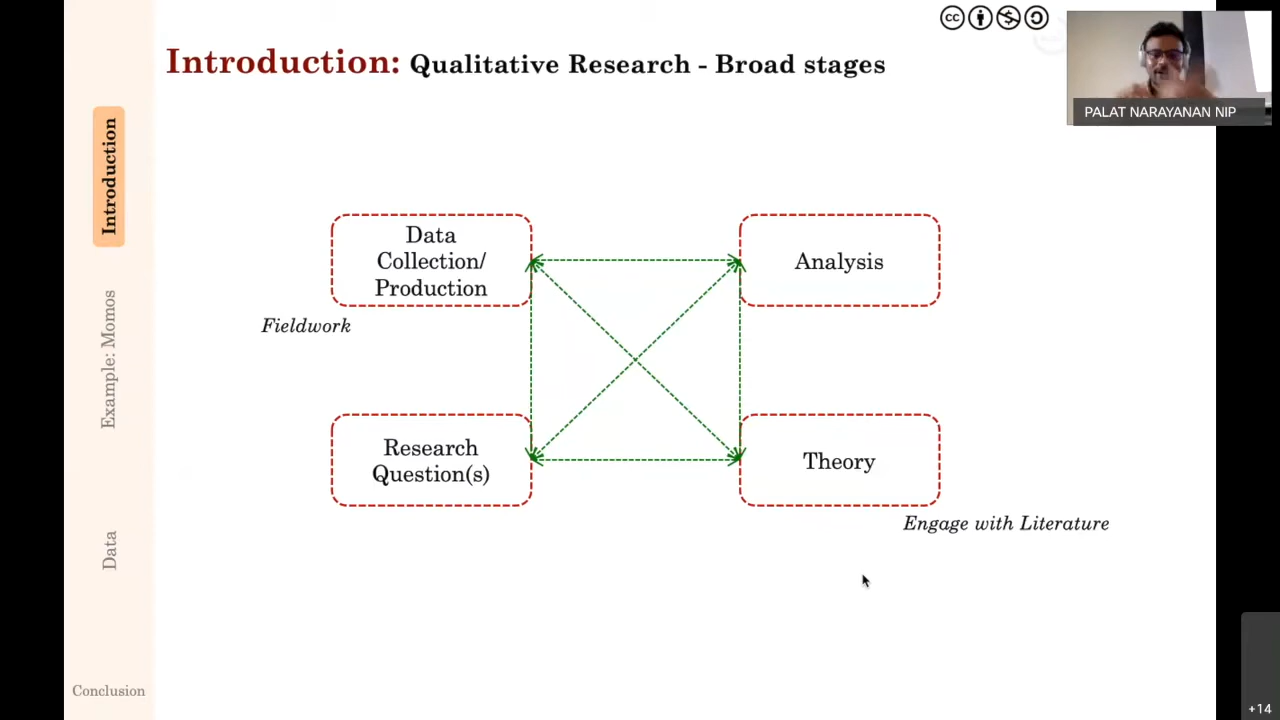 Introduction: Qualitative Research - Broad stages
cc
PALAT NARAYANAN NIP
Introduction
Example: Momos
Data
Conclusion
Data
Collection/
Production
Analysis
Fieldwork
Research
Question(s)
Theory
Engage with Literature
+14